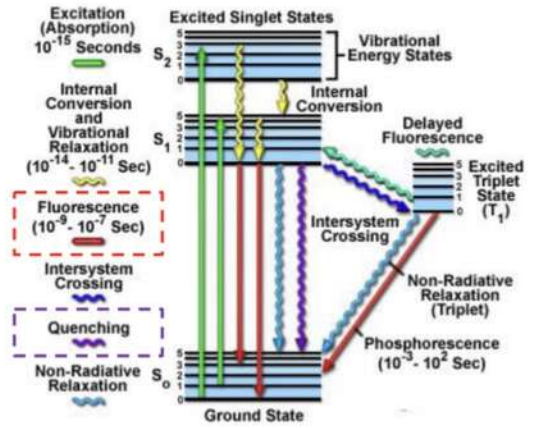 Excitation
(Absorption)
10⁻¹⁵ Seconds
Internal
Conversion
and
Vibrational
Relaxation
(10⁻¹⁴ - 10⁻¹¹ Sec)
Fluorescence
(10⁻⁹ - 10⁻⁷ Sec)
Intersystem
Crossing
Quenching
Non-Radiative
Relaxation
Excited Singlet States
S₂
5
3
2
1
0
Vibrational
Energy States
Internal
Conversion
S₁
5
3
2
1
0
Delayed
Fluorescence
5
4
3
2
1
0
Excited
Triplet
State
(T₁)
Intersystem
Crossing
Non-Radiative
Relaxation
(Triplet)
Phosphorescence
(10⁻³ - 10² Sec)
S₀
5
3
2
1
0
Ground State